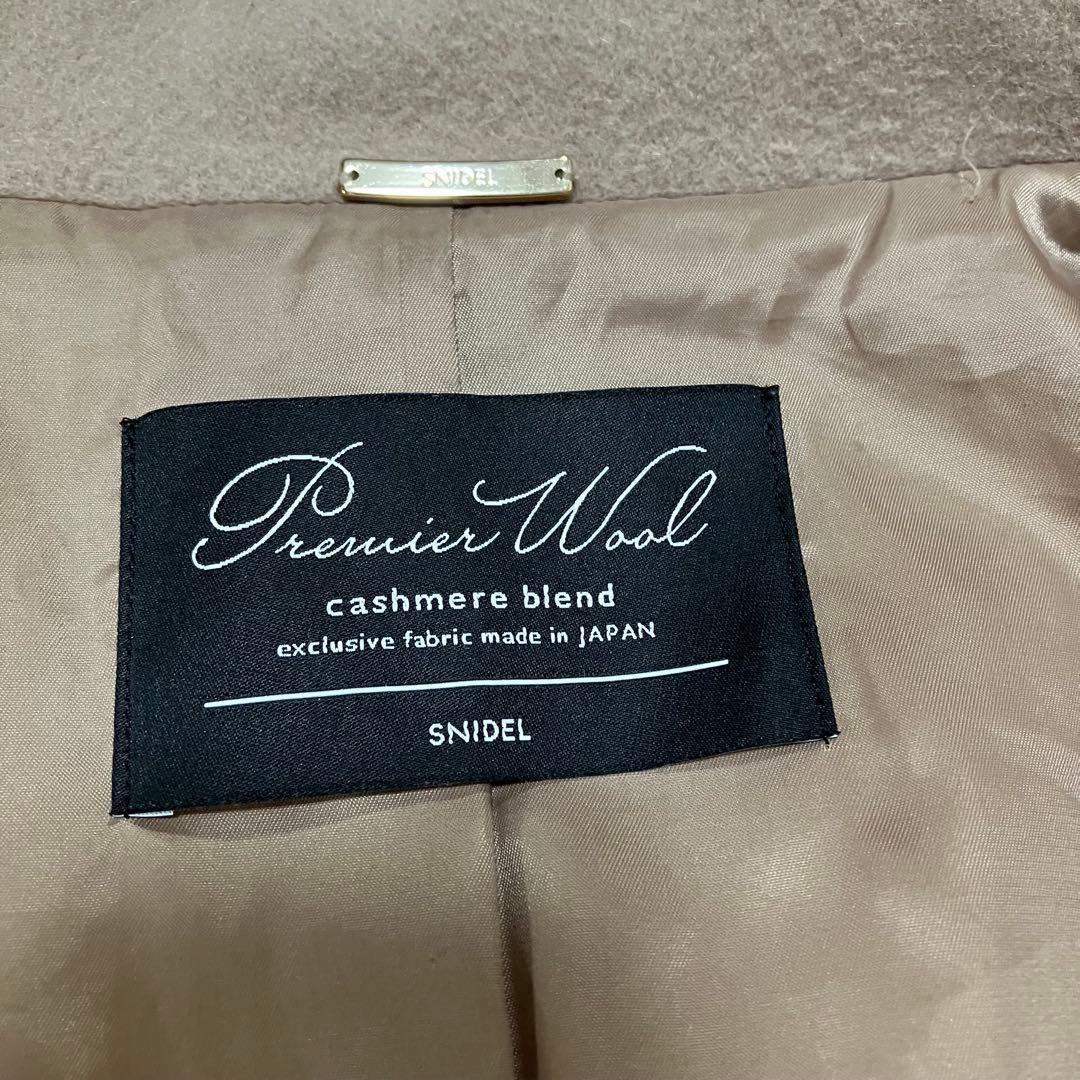 SNIDEL
Premier Wool
cashmere blend
exclusive fabric made in JAPAN
SNIDEL